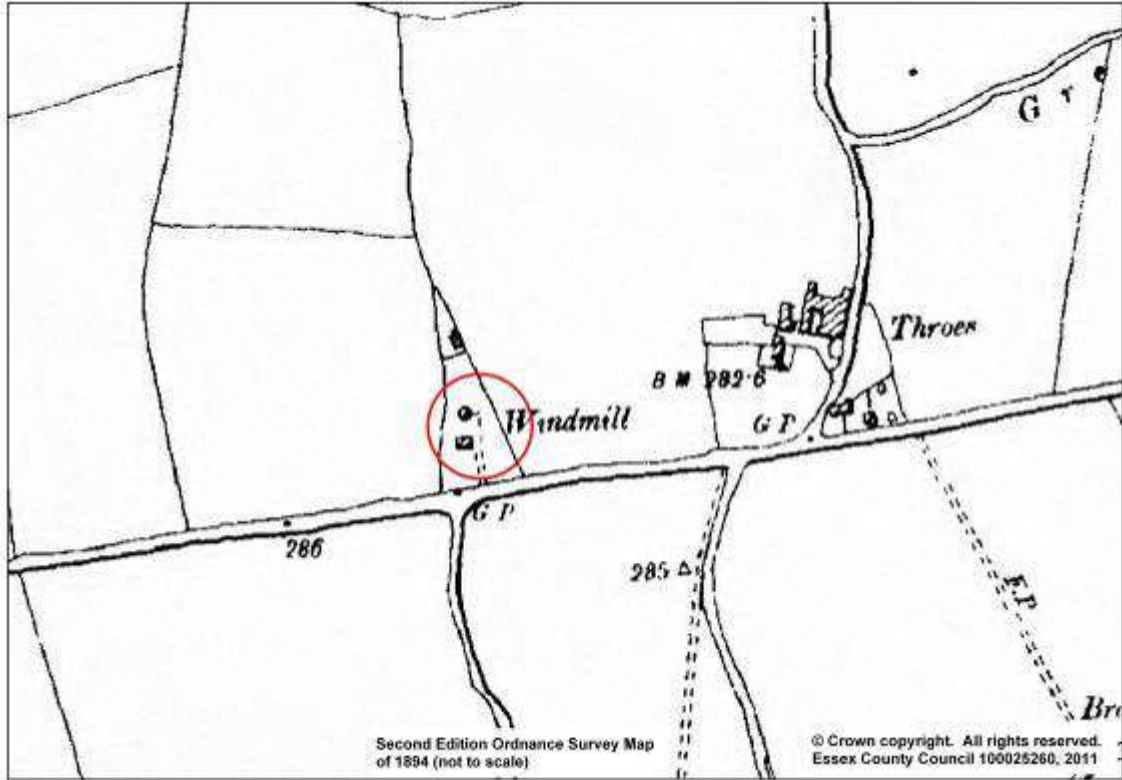 G r
Throes
B M 282·6
Windmill
G P
G P
286
285
F.P.
Bro
Second Edition Ordnance Survey Map
of 1894 (not to scale)
© Crown copyright. All rights reserved.
Essex County Council 100025260, 2011